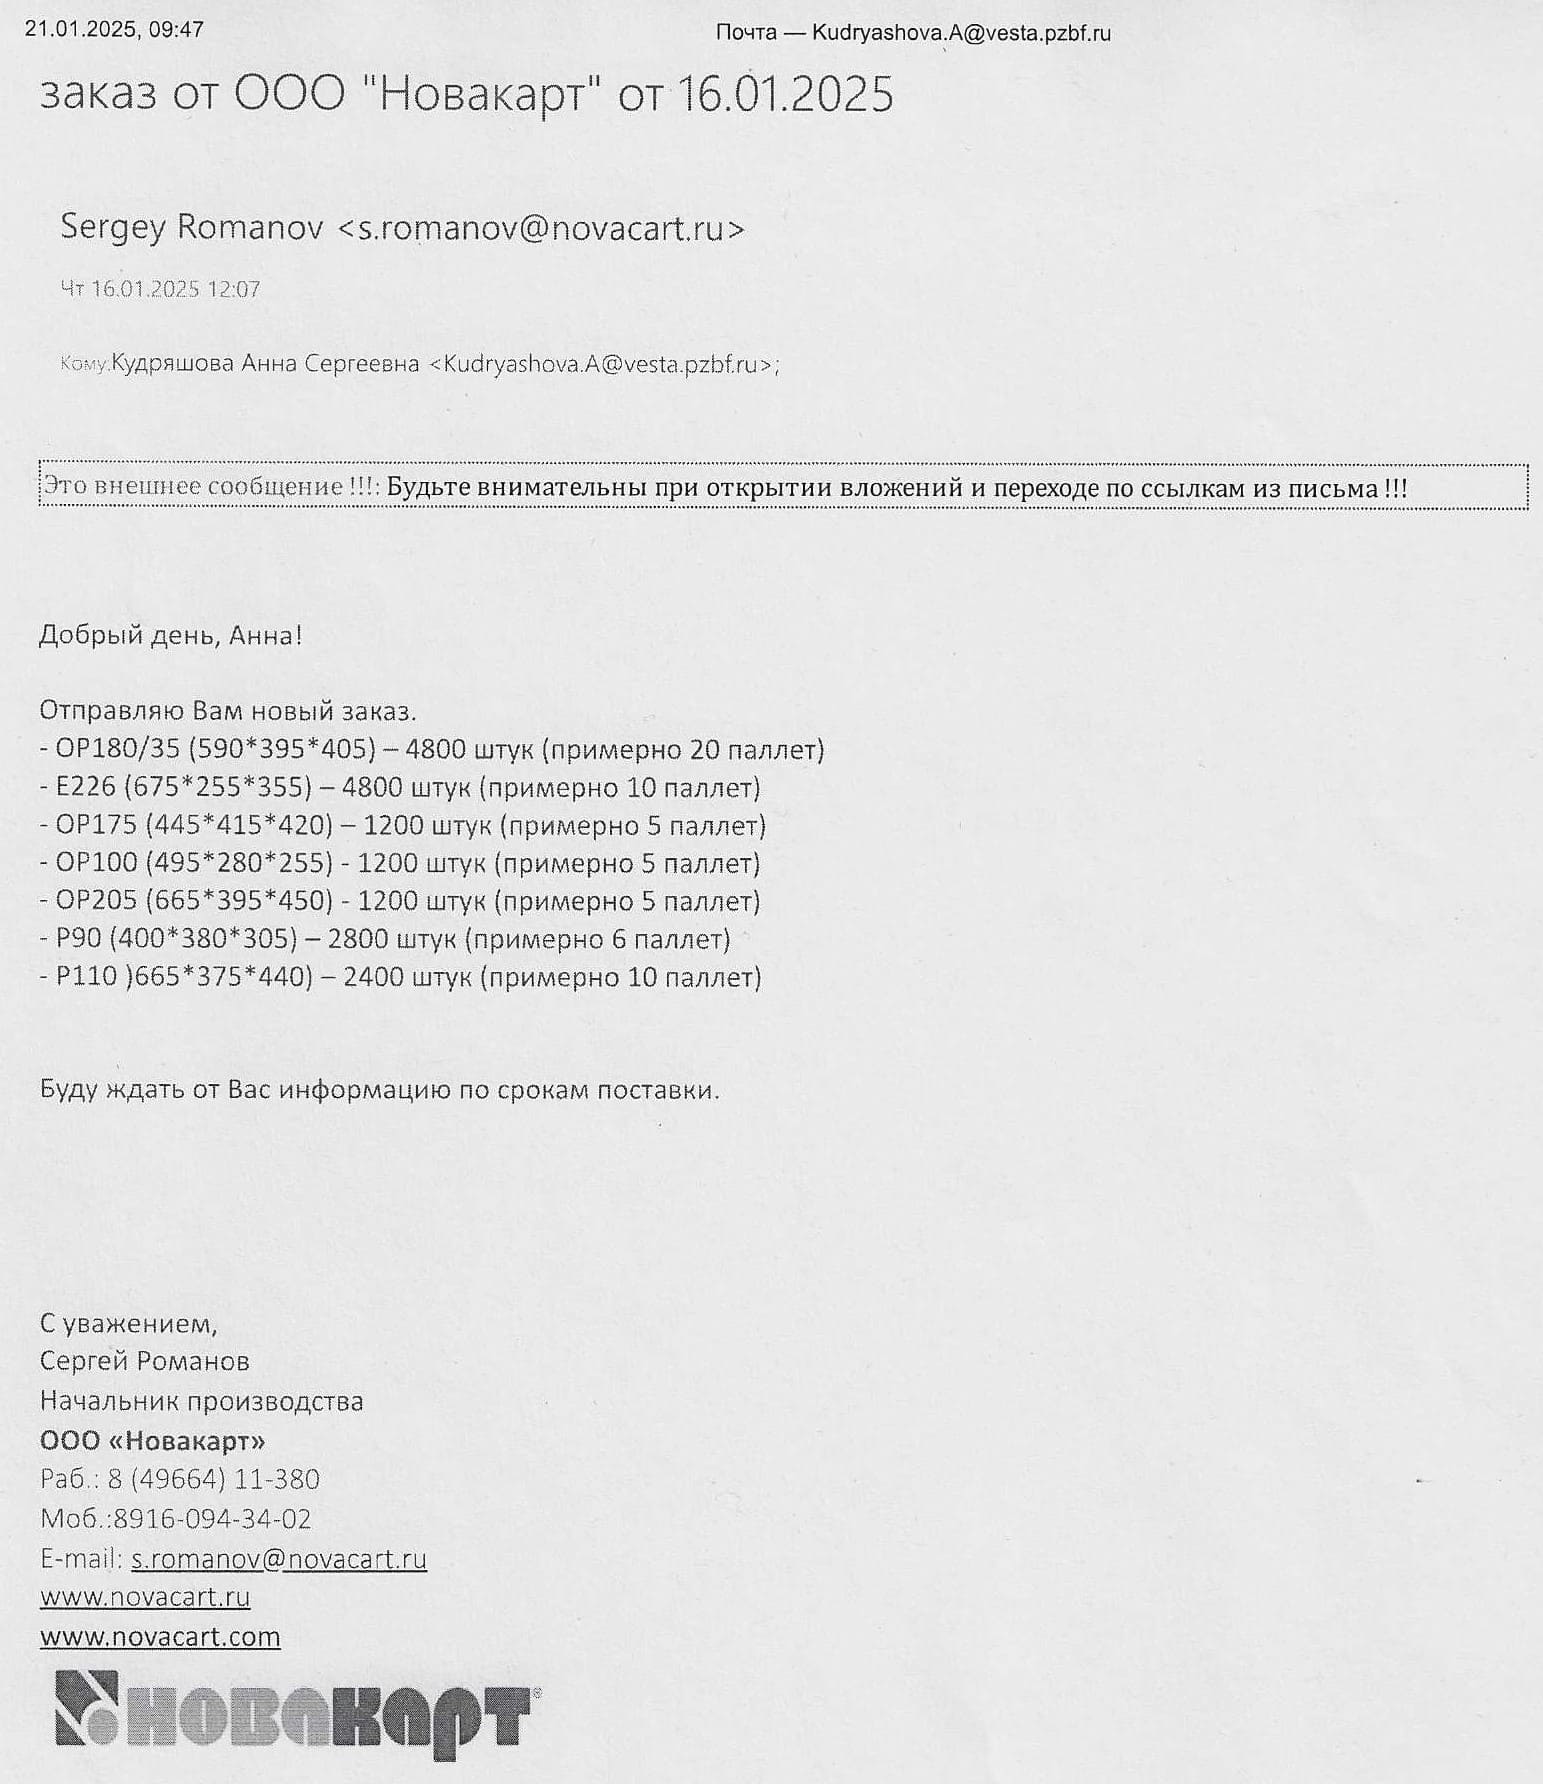 21.01.2025, 09:47
Почта — Kudryashova.A@vesta.pzbf.ru
заказ от ООО "Новакарт" от 16.01.2025
Sergey Romanov <s.romanov@novacart.ru>
Чт 16.01.2025 12:07
Кому:Кудряшова Анна Сергеевна <Kudryashova.A@vesta.pzbf.ru>;
Это внешнее сообщение !!!: Будьте внимательны при открытии вложений и переходе по ссылкам из письма !!!
Добрый день, Анна!
Отправляю Вам новый заказ.
- OP180/35 (590*395*405) – 4800 штук (примерно 20 паллет)
- E226 (675*255*355) – 4800 штук (примерно 10 паллет)
- OP175 (445*415*420) – 1200 штук (примерно 5 паллет)
- OP100 (495*280*255) - 1200 штук (примерно 5 паллет)
- OP205 (665*395*450) - 1200 штук (примерно 5 паллет)
- P90 (400*380*305) – 2800 штук (примерно 6 паллет)
- P110 )665*375*440) – 2400 штук (примерно 10 паллет)
Буду ждать от Вас информацию по срокам поставки.
С уважением,
Сергей Романов
Начальник производства
ООО «Новакарт»
Раб.: 8 (49664) 11-380
Моб.:8916-094-34-02
E-mail: s.romanov@novacart.ru
www.novacart.ru
www.novacart.com
НОВАКАРТ®